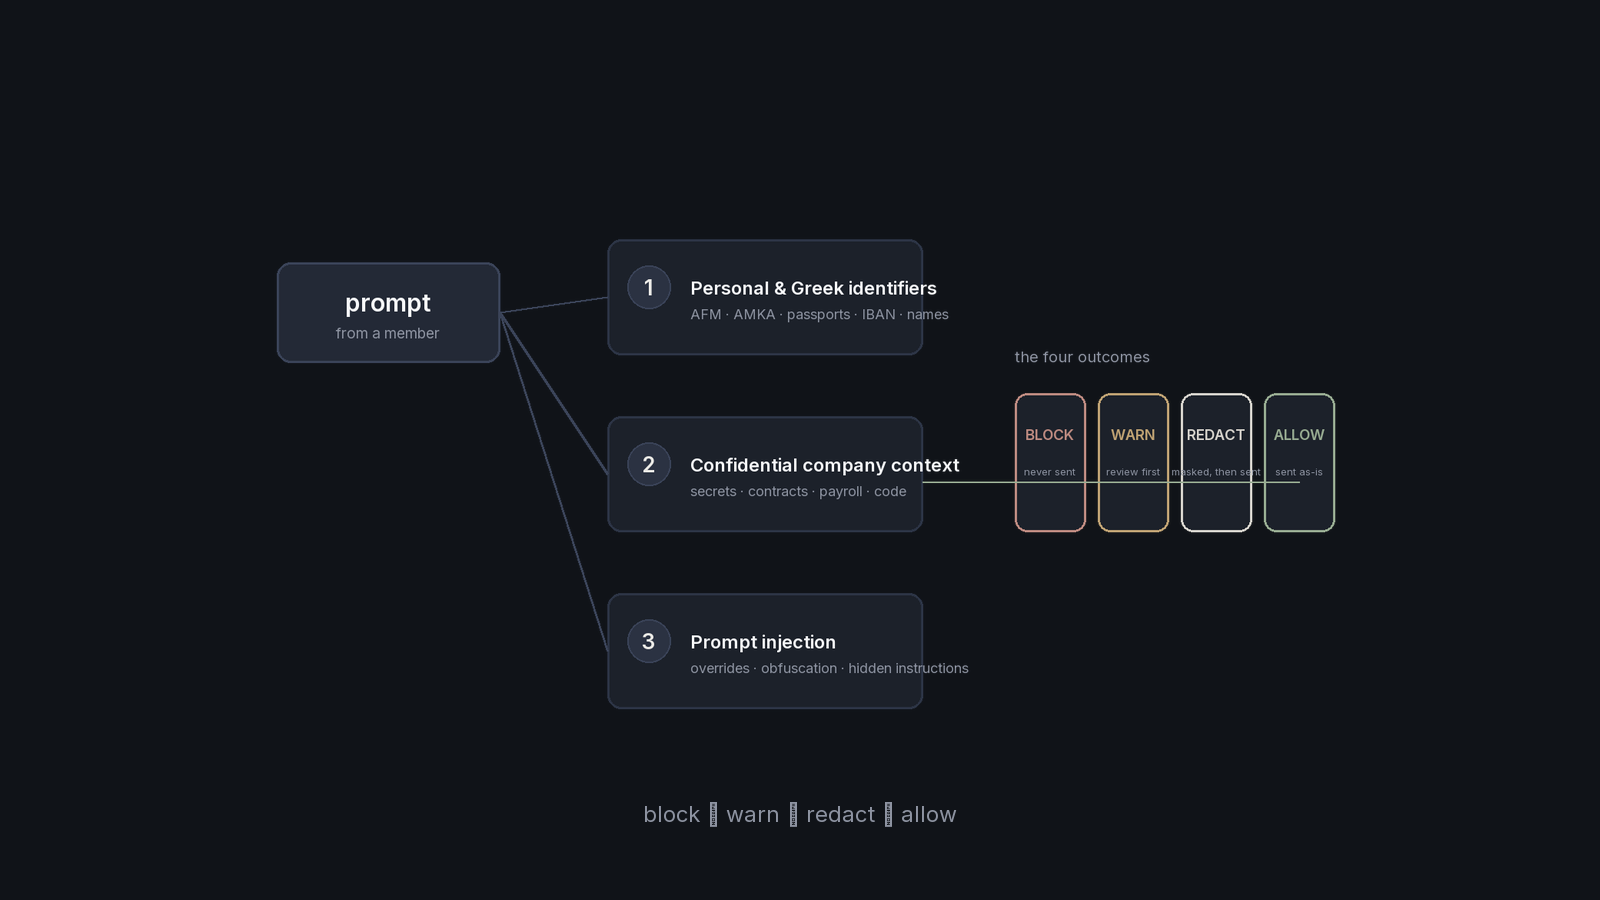 prompt
from a member
1
Personal & Greek identifiers
AFM · AMKA · passports · IBAN · names
2
Confidential company context
secrets · contracts · payroll · code
3
Prompt injection
overrides · obfuscation · hidden instructions
the four outcomes
BLOCK
never sent
WARN
review first
REDACT
masked, then sent
ALLOW
sent as-is
block warn redact allow